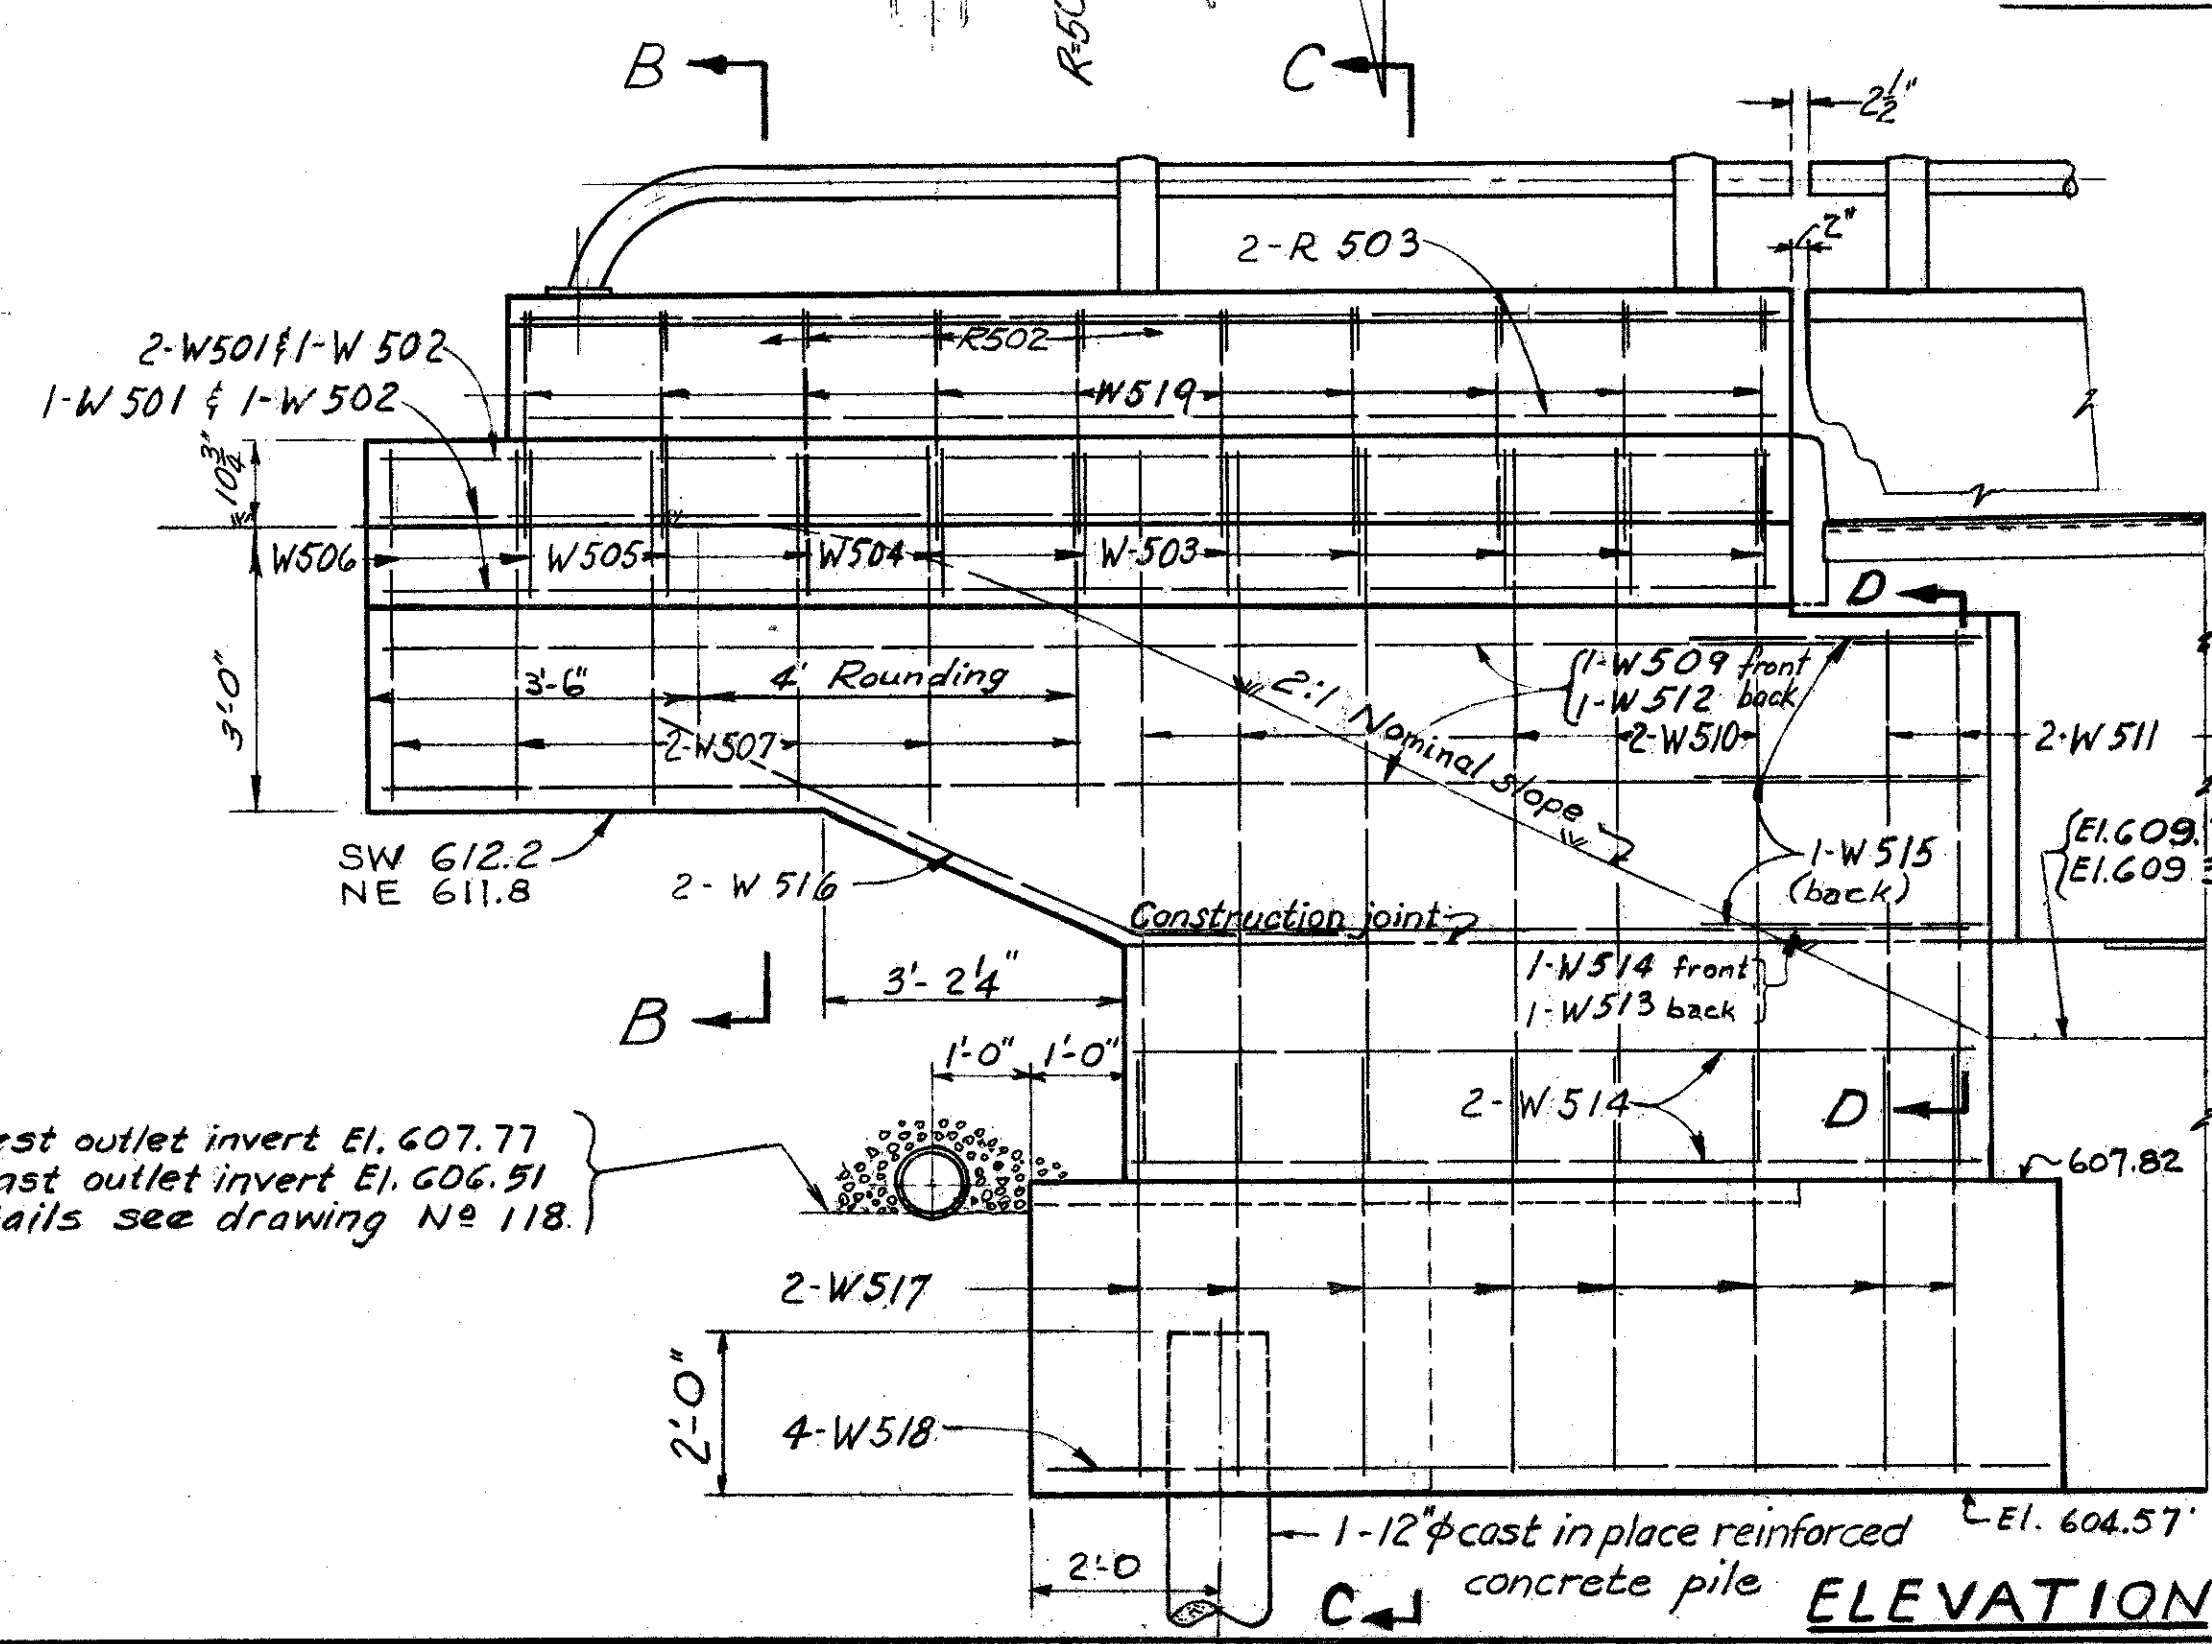 R=50
B
C
2½"
2"
2-R 503
2-W501 & 1-W 502
R502
1-W 501 & 1-W 502
W519
10¾"
W506
W505
W504
W-503
D
3'-0"
3'-6"
4' Rounding
2:1 Nominal slope
1-W509 front
1-W512 back
2-W507
2-W510
2-W511
SW 612.2
NE 611.8
2-W 516
1-W 515
(back)
El.609.
El.609
Construction joint
1-W514 front
1-W513 back
B
3'-2¼"
1'-0" 1'-0"
2-W514
D
outlet invert El. 607.77
outlet invert El. 606.51
see drawing Nº 118.
607.82
2-W517
2'-0"
4-W518
1-12"ϕ cast in place reinforced
concrete pile
El. 604.57'
2'-0
C
ELEVATION